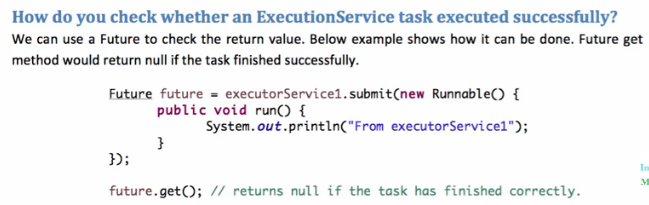 How do you check whether an ExecutionService task executed successfully?
We can use a Future to check the return value. Below example shows how it can be done. Future get
method would return null if the task finished successfully.
Future future = executorService1.submit(new Runnable() {
public void run() {
System.out.println("From executorService1");
}
});
In
M
future.get(); // returns null if the task has finished correctly.